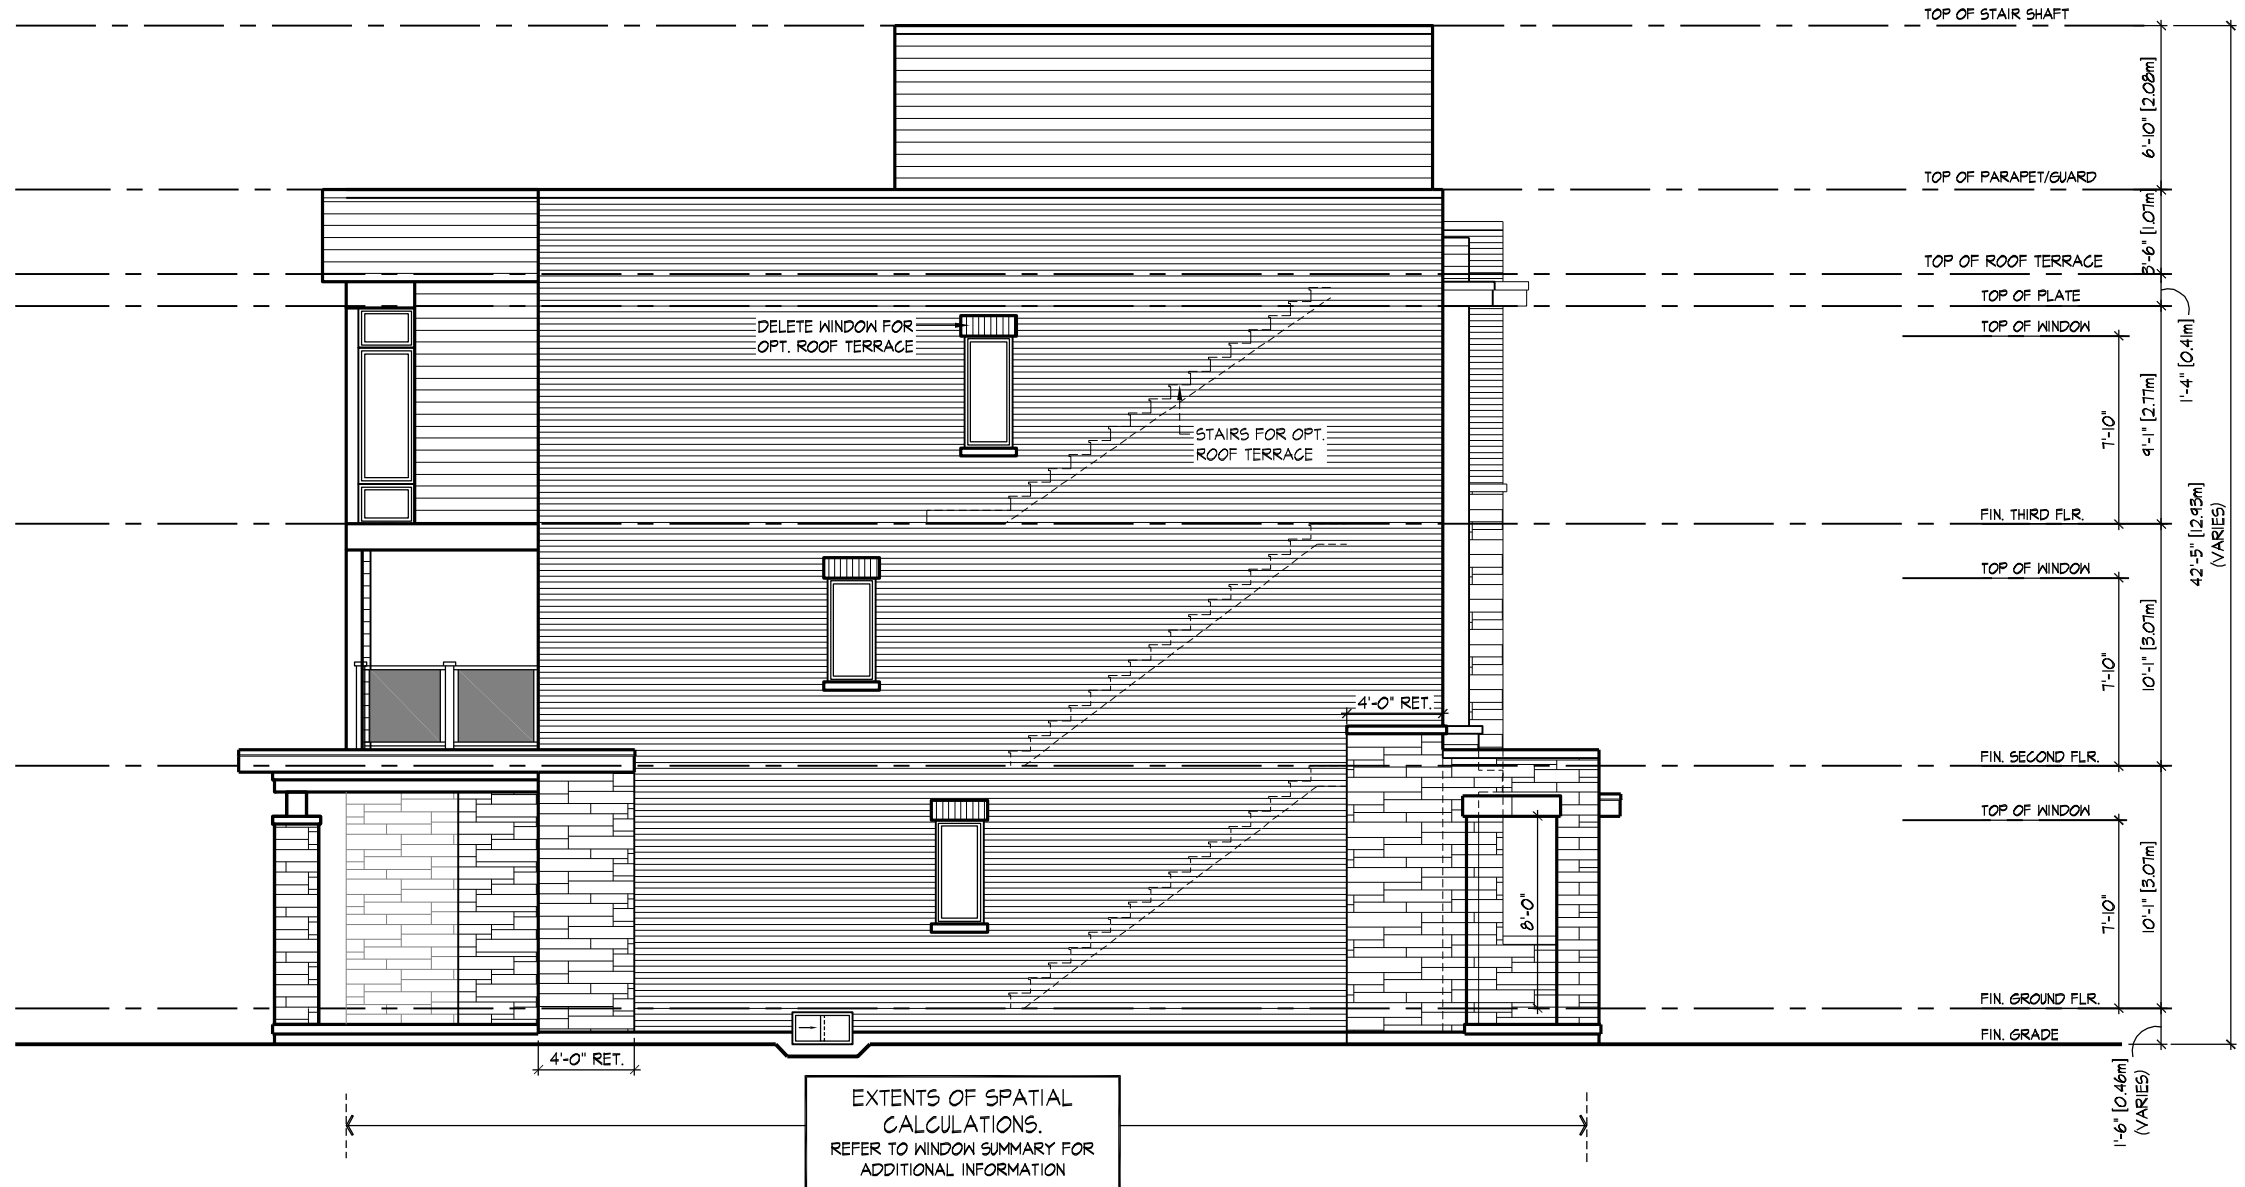 TOP OF STAIR SHAFT
6'-10" [2.08m]
TOP OF PARAPET/GUARD
3'-6" [1.07m]
TOP OF ROOF TERRACE
TOP OF PLATE
1'-4" [0.41m]
DELETE WINDOW FOR
OPT. ROOF TERRACE
TOP OF WINDOW
7'-10"
9'-1" [2.77m]
STAIRS FOR OPT.
ROOF TERRACE
42'-5" [12.93m]
(VARIES)
FIN. THIRD FLR.
TOP OF WINDOW
7'-10"
10'-1" [3.07m]
4'-0" RET.
FIN. SECOND FLR.
TOP OF WINDOW
8'-0"
7'-10"
10'-1" [3.07m]
FIN. GROUND FLR.
FIN. GRADE
4'-0" RET.
1'-6" [0.46m]
(VARIES)
EXTENTS OF SPATIAL
CALCULATIONS.
REFER TO WINDOW SUMMARY FOR
ADDITIONAL INFORMATION